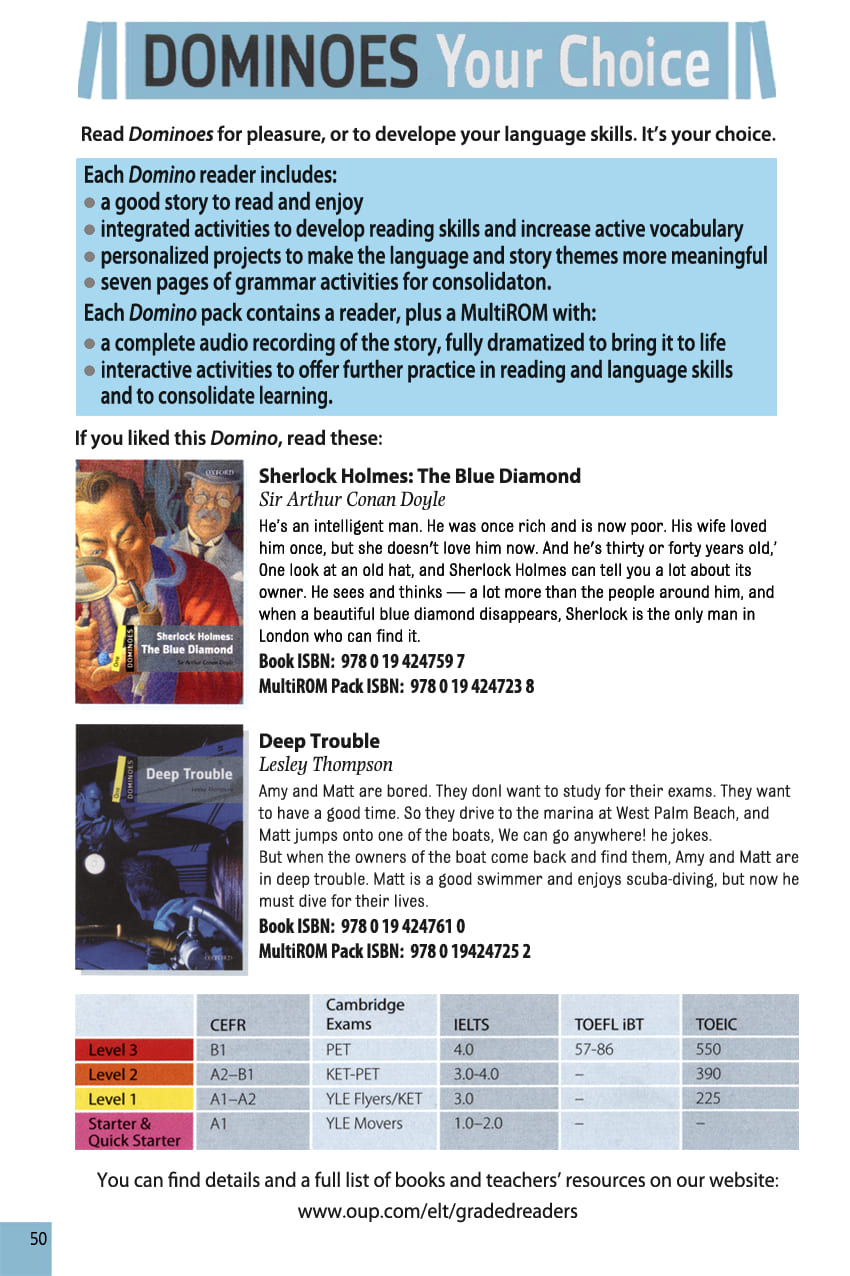 DOMINOES Your Choice
Read Dominoes for pleasure, or to develope your language skills. It's your choice.
Each Domino reader includes:
● a good story to read and enjoy
● integrated activities to develop reading skills and increase active vocabulary
● personalized projects to make the language and story themes more meaningful
● seven pages of grammar activities for consolidaton.
Each Domino pack contains a reader, plus a MultiROM with:
● a complete audio recording of the story, fully dramatized to bring it to life
● interactive activities to offer further practice in reading and language skills
and to consolidate learning.
If you liked this Domino, read these:
OXFORD
Sherlock Holmes:
The Blue Diamond
Sir Arthur Conan Doyle
One
DOMINOES
Sherlock Holmes: The Blue Diamond
Sir Arthur Conan Doyle
He's an intelligent man. He was once rich and is now poor. His wife loved
him once, but she doesn't love him now. And he's thirty or forty years old,'
One look at an old hat, and Sherlock Holmes can tell you a lot about its
owner. He sees and thinks — a lot more than the people around him, and
when a beautiful blue diamond disappears, Sherlock is the only man in
London who can find it.
Book ISBN: 978 0 19 424759 7
MultiROM Pack ISBN: 978 0 19 424723 8
One
DOMINOES
Deep Trouble
Lesley Thompson
OXFORD
Deep Trouble
Lesley Thompson
Amy and Matt are bored. They donl want to study for their exams. They want
to have a good time. So they drive to the marina at West Palm Beach, and
Matt jumps onto one of the boats, We can go anywhere! he jokes.
But when the owners of the boat come back and find them, Amy and Matt are
in deep trouble. Matt is a good swimmer and enjoys scuba-diving, but now he
must dive for their lives.
Book ISBN: 978 0 19 424761 0
MultiROM Pack ISBN: 978 0 19424725 2
CEFR Cambridge Exams IELTS TOEFL iBT TOEIC
Level 3 B1 PET 4.0 57-86 550
Level 2 A2–B1 KET-PET 3.0-4.0 – 390
Level 1 A1–A2 YLE Flyers/KET 3.0 – 225
Starter & Quick Starter A1 YLE Movers 1.0–2.0 – –
You can find details and a full list of books and teachers' resources on our website:
www.oup.com/elt/gradedreaders
50